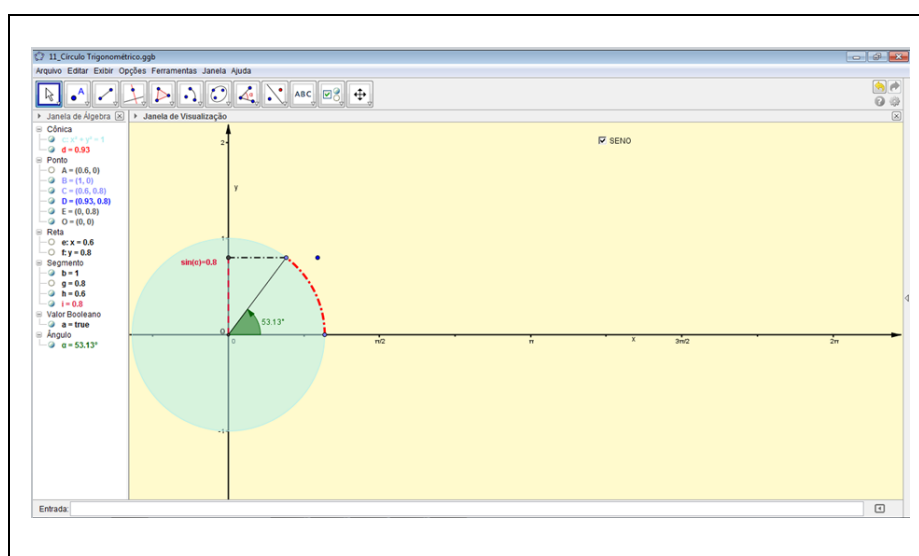 11_Circulo Trigonométrico.ggb
Arquivo Editar Exibir Opções Ferramentas Janela Ajuda
A
ABC
Janela de Álgebra
Janela de Visualização
Cônica
c: x² + y² = 1
d = 0.93
Ponto
A = (0.6, 0)
B = (1, 0)
C = (0.6, 0.8)
D = (0.93, 0.8)
E = (0, 0.8)
O = (0, 0)
Reta
e: x = 0.6
f: y = 0.8
Segmento
b = 1
g = 0.8
h = 0.6
i = 0.8
Valor Booleano
a = true
Ângulo
α = 53.13°
SENO
2
y
1
sin(α)=0.8
53.13°
O
0
π/2
π
x
3π/2
2π
-1
Entrada: